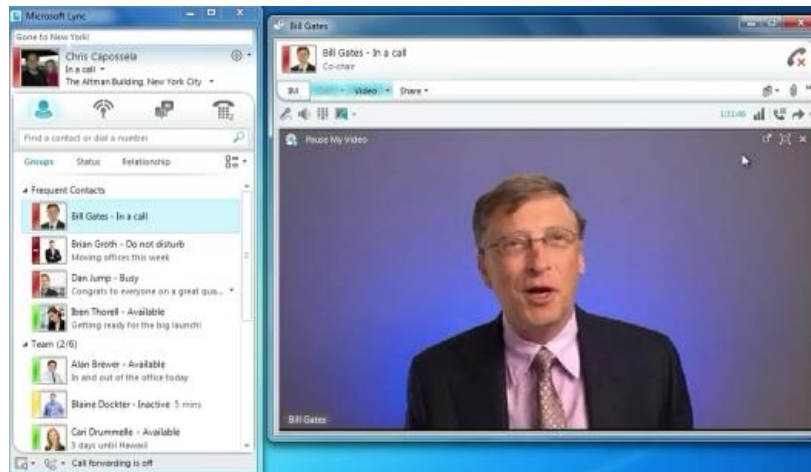 Microsoft Lync
Gone to New York!
Chris Capossela
In a call
The Altman Building, New York City
Find a contact or dial a number
Groups Status Relationship
Frequent Contacts
Bill Gates - In a call
Brian Groth - Do not disturb
Moving offices this week
Dan Jump - Busy
Congrats to everyone on a great qua...
Iben Thorell - Available
Getting ready for the big launch!
Team (2/6)
Alan Brewer - Available
In and out of the office today
Blaine Dockter - Inactive 5 mins
Cari Drummelle - Available
3 days until Hawaii
Call forwarding is off
Bill Gates
Bill Gates - In a call
Co-chair
IM Video Share
Pause My Video
Bill Gates